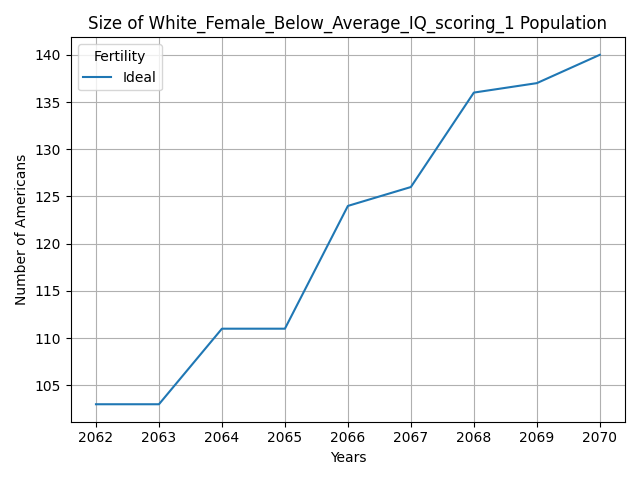 Size of White_Female_Below_Average_IQ_scoring_1 Population
Fertility
Ideal
Number of Americans
140
135
130
125
120
115
110
105
2062 2063 2064 2065 2066 2067 2068 2069 2070
Years